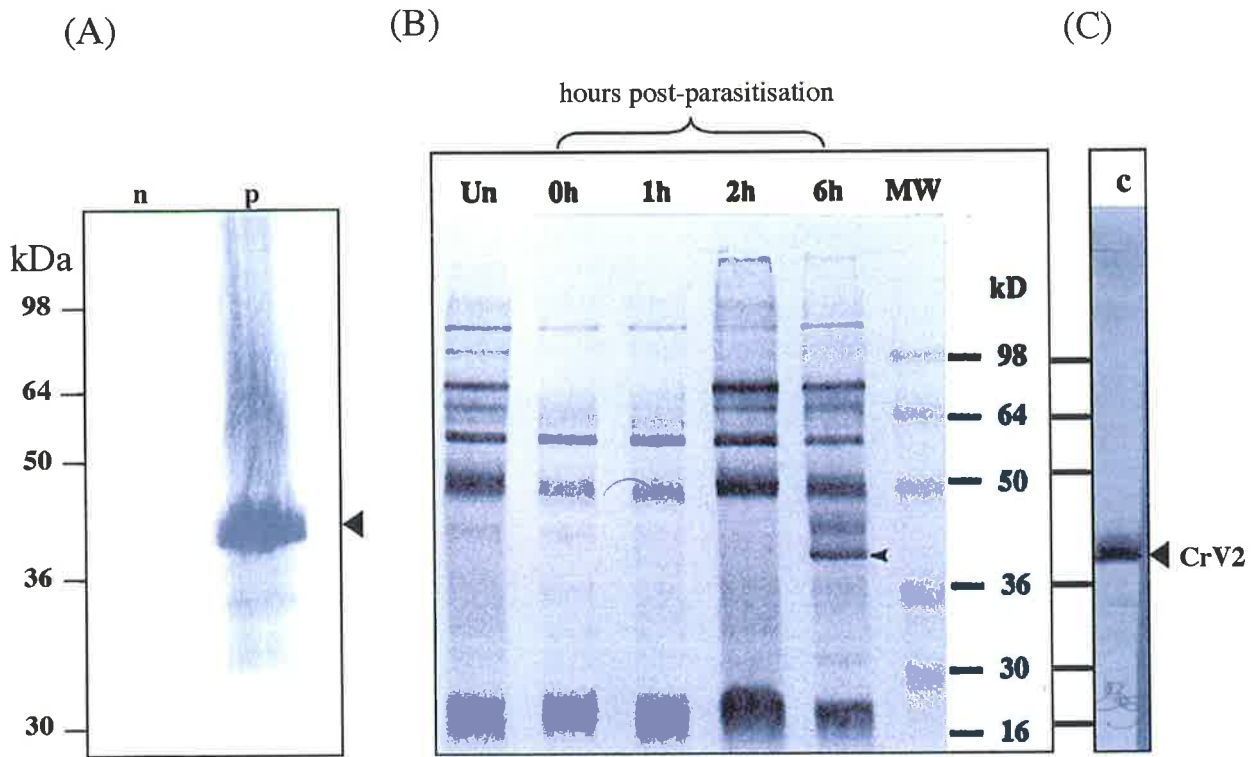 (A)
(B)
(C)
hours post-parasitisation
n p
kDa
98
64
50
36
30
Un 0h 1h 2h 6h MW
kD
98
64
50
36
30
16
c
CrV2